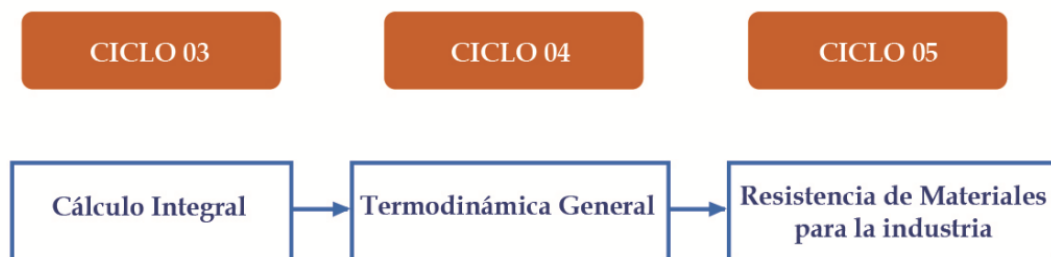 CICLO 03
CICLO 04
CICLO 05
Cálculo Integral
Termodinámica General
Resistencia de Materiales
para la industria